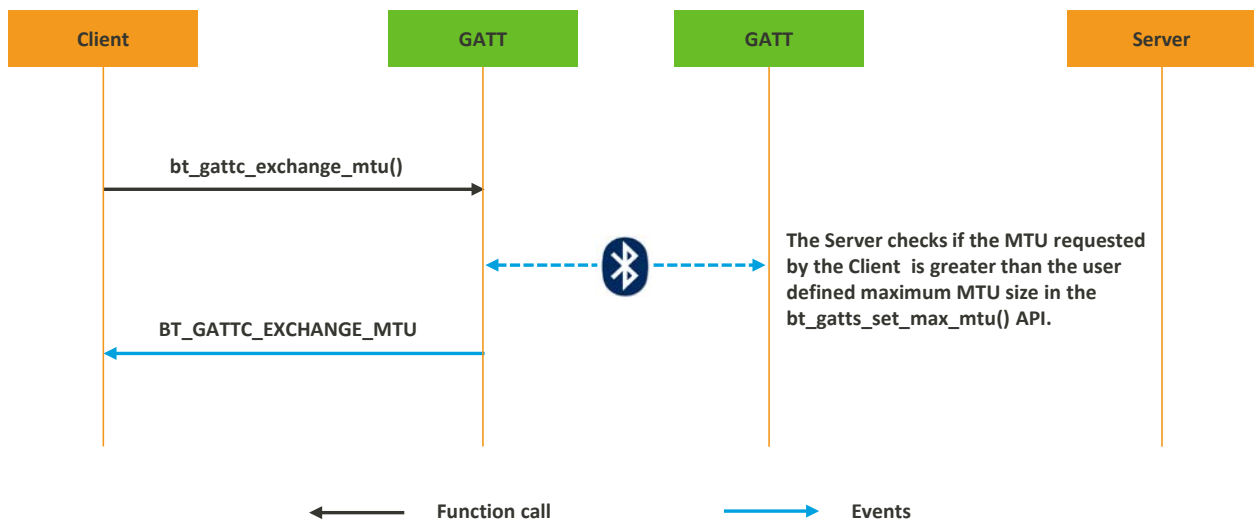 Client
GATT
GATT
Server
bt_gattc_exchange_mtu()
The Server checks if the MTU requested
by the Client is greater than the user
defined maximum MTU size in the
bt_gatts_set_max_mtu() API.
BT_GATTC_EXCHANGE_MTU
Function call
Events